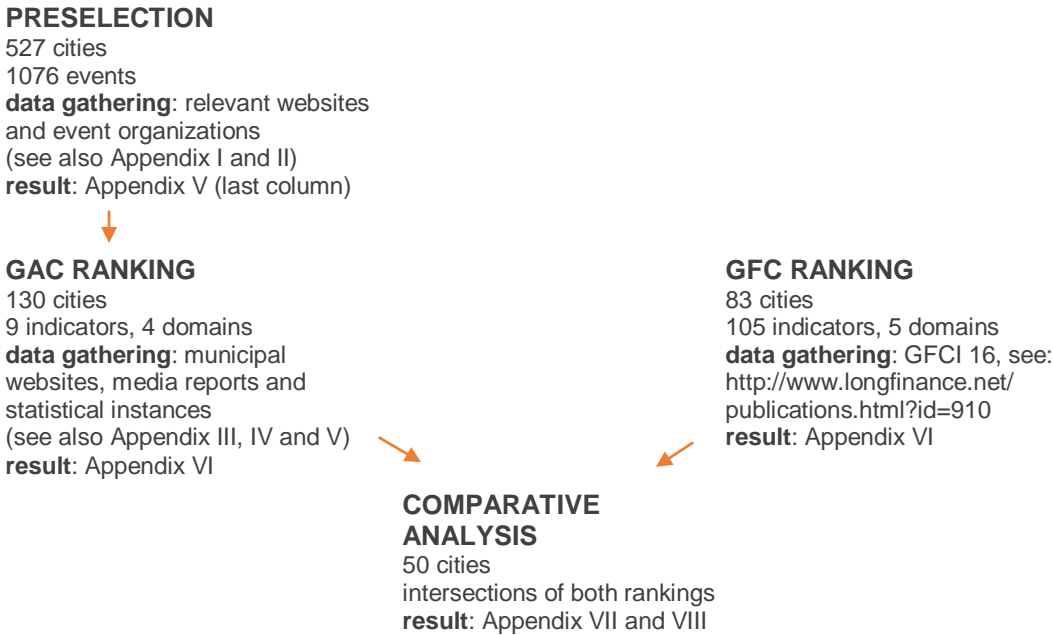 PRESELECTION
527 cities
1076 events
data gathering: relevant websites
and event organizations
(see also Appendix I and II)
result: Appendix V (last column)
GAC RANKING
130 cities
9 indicators, 4 domains
data gathering: municipal
websites, media reports and
statistical instances
(see also Appendix III, IV and V)
result: Appendix VI
GFC RANKING
83 cities
105 indicators, 5 domains
data gathering: GFCI 16, see:
http://www.longfinance.net/
publications.html?id=910
result: Appendix VI
COMPARATIVE
ANALYSIS
50 cities
intersections of both rankings
result: Appendix VII and VIII